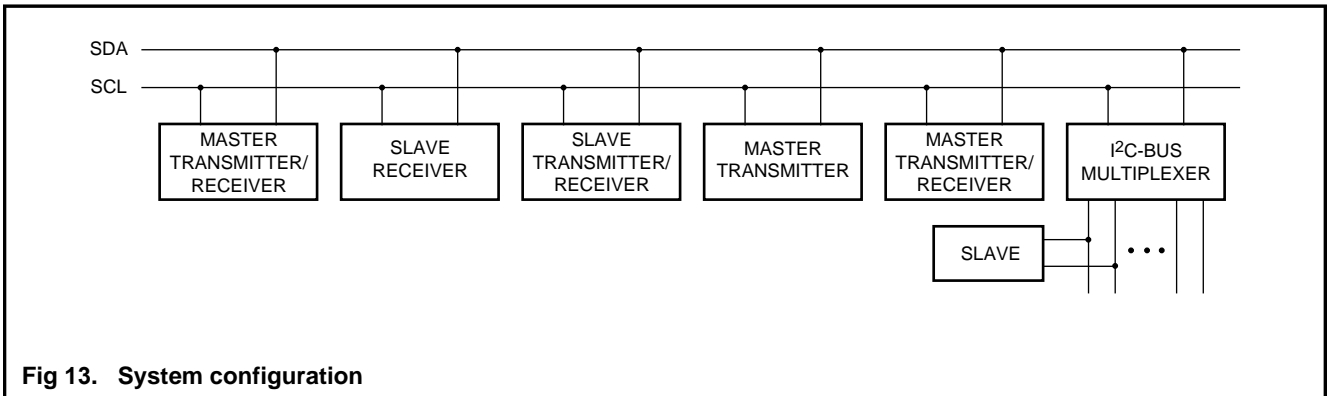 SDA
SCL
MASTER
TRANSMITTER/
RECEIVER
SLAVE
RECEIVER
SLAVE
TRANSMITTER/
RECEIVER
MASTER
TRANSMITTER
MASTER
TRANSMITTER/
RECEIVER
I²C-BUS
MULTIPLEXER
SLAVE
Fig 13. System configuration